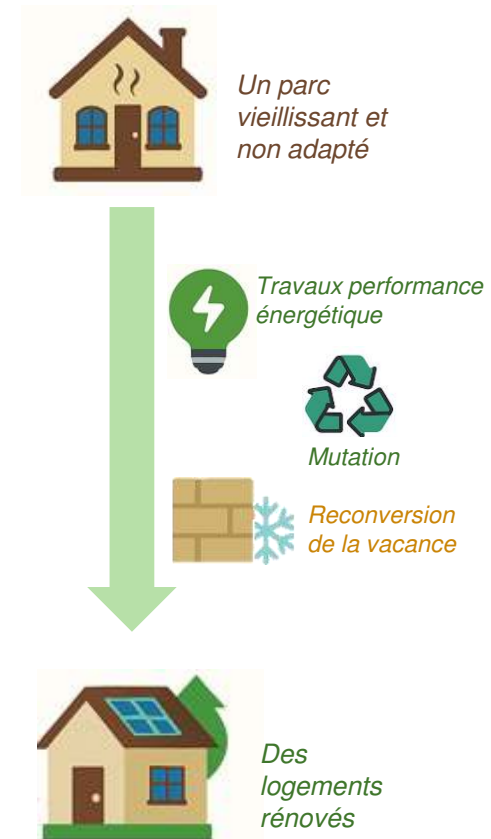 Un parc
vieillissant et
non adapté
Travaux performance
énergétique
Mutation
Reconversion
de la vacance
Des
logements
rénovés